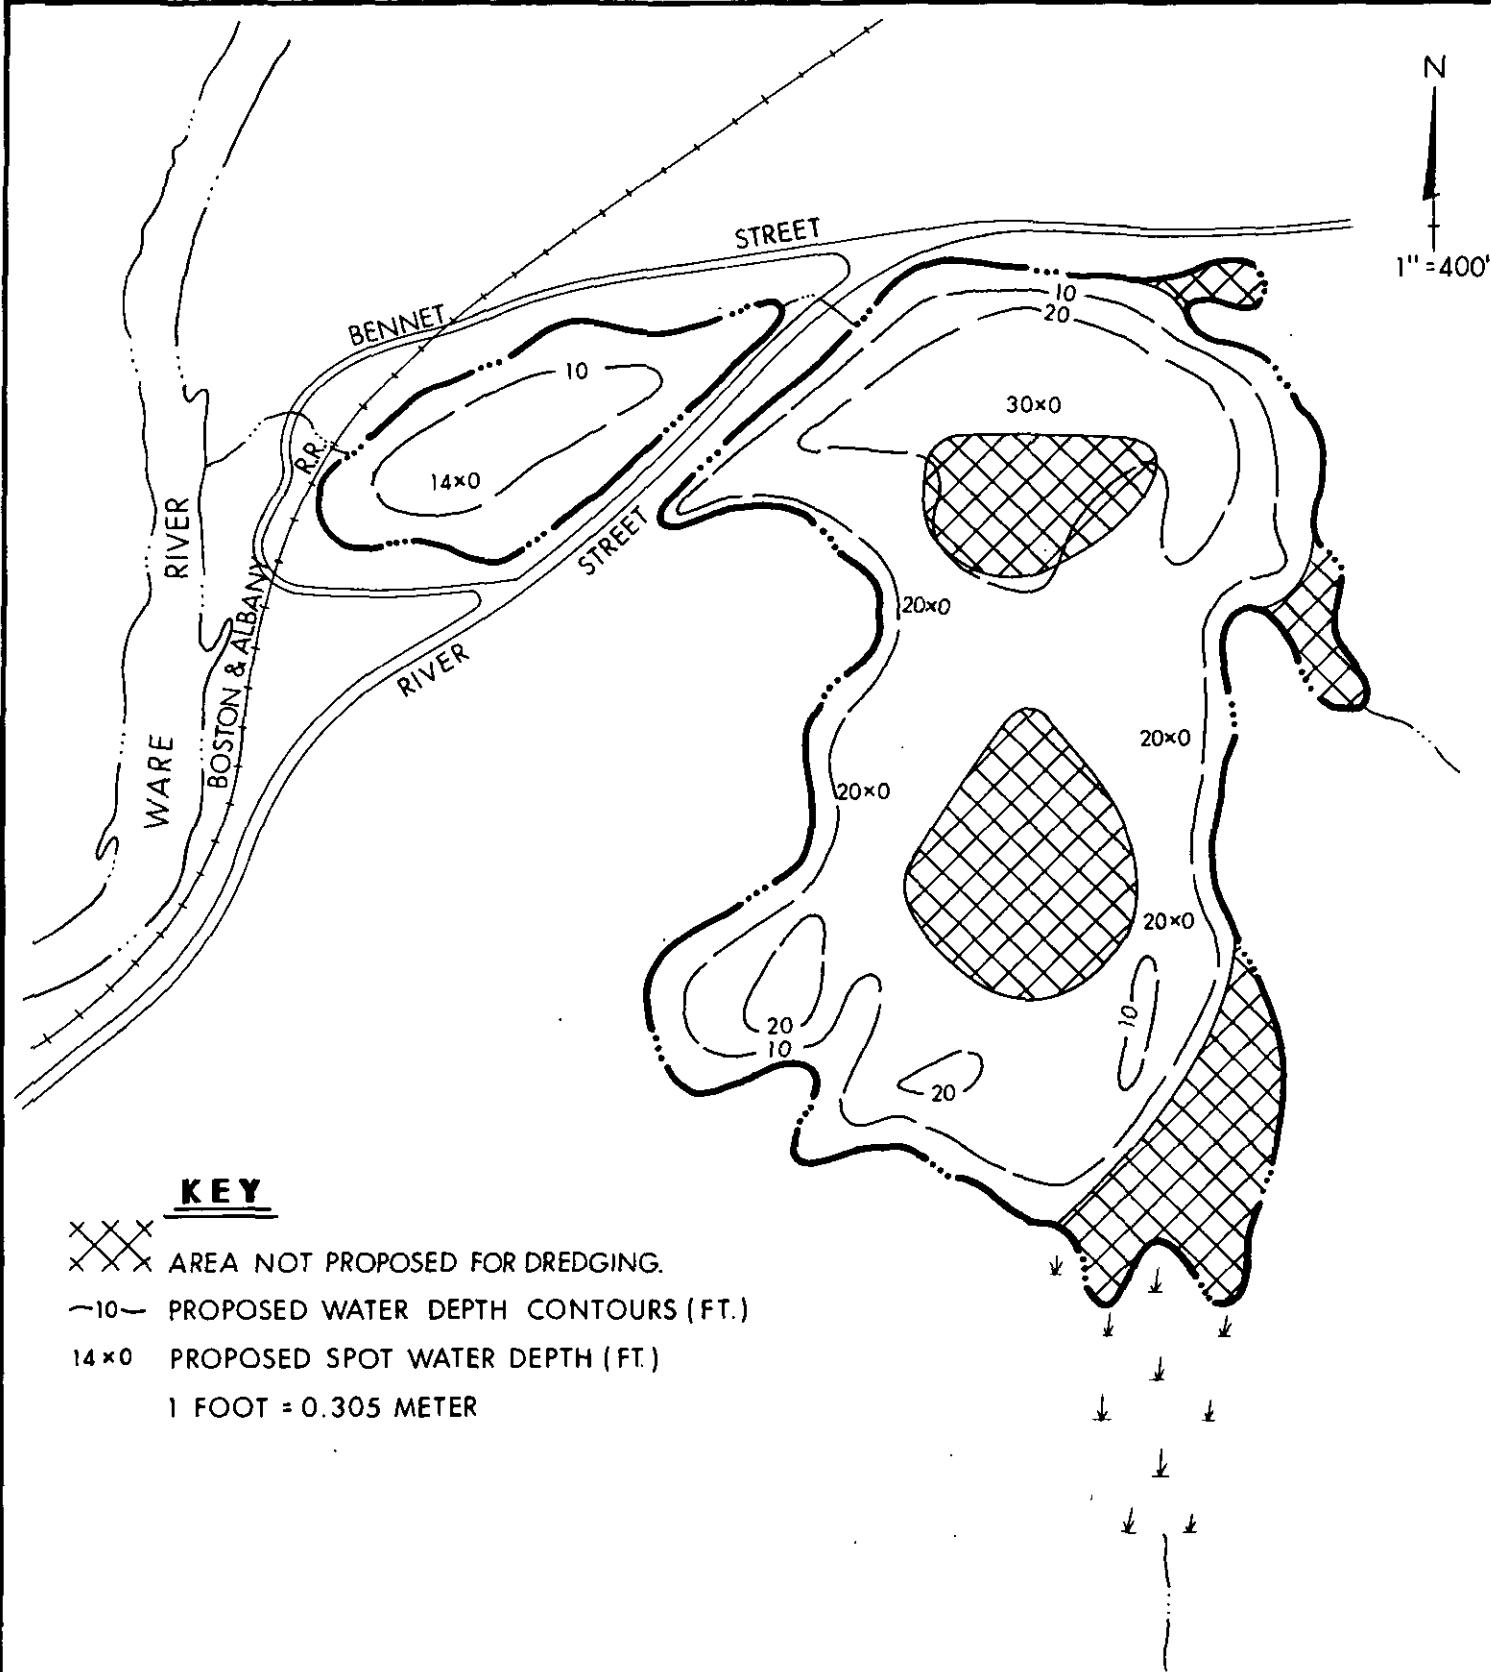 N
1" = 400'
STREET
BENNET
10
20
10
30×0
14×0
R.R.
RIVER
STREET
20×0
BOSTON & ALBANY
RIVER
WARE
20×0
20×0
20×0
10
20
10
20
KEY
AREA NOT PROPOSED FOR DREDGING.
10 PROPOSED WATER DEPTH CONTOURS (FT.)
14×0 PROPOSED SPOT WATER DEPTH (FT.)
1 FOOT = 0.305 METER